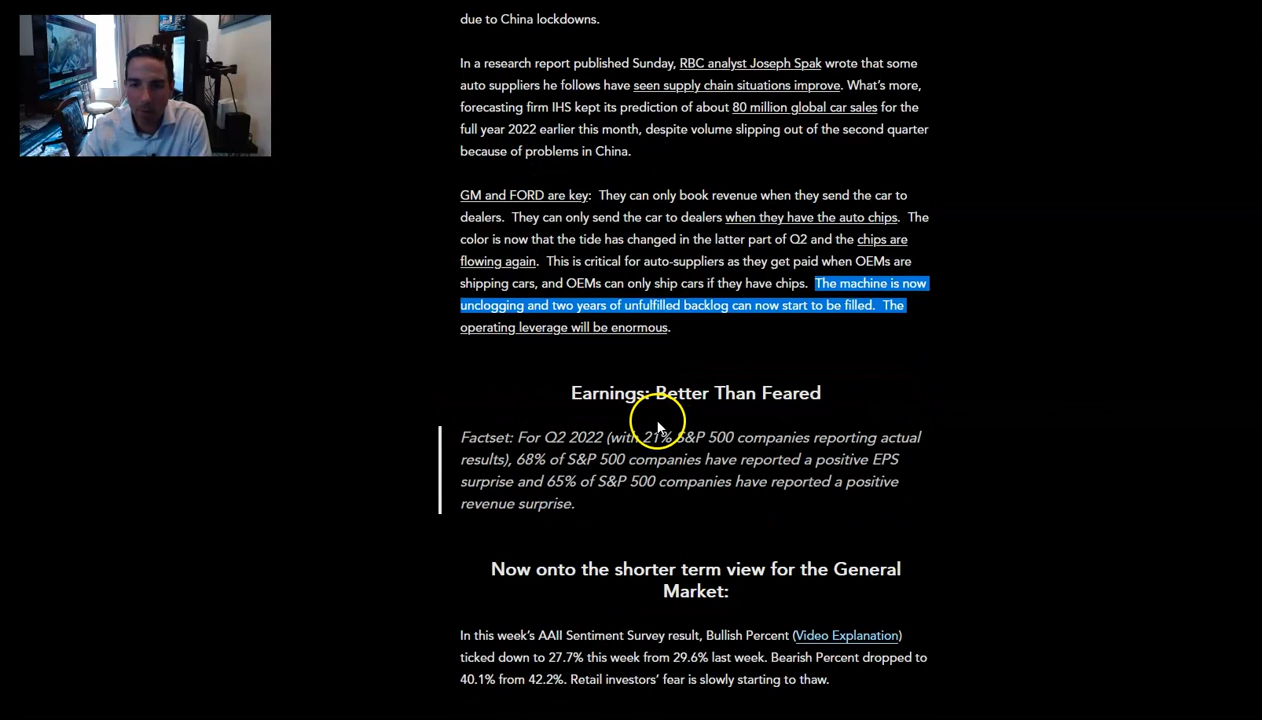 due to China lockdowns.
In a research report published Sunday, RBC analyst Joseph Spak wrote that some
auto suppliers he follows have seen supply chain situations improve. What's more,
forecasting firm IHS kept its prediction of about 80 million global car sales for the
full year 2022 earlier this month, despite volume slipping out of the second quarter
because of problems in China.
GM and FORD are key:  They can only book revenue when they send the car to
dealers.  They can only send the car to dealers when they have the auto chips.  The
color is now that the tide has changed in the latter part of Q2 and the chips are
flowing again.  This is critical for auto-suppliers as they get paid when OEMs are
shipping cars, and OEMs can only ship cars if they have chips.  The machine is now
unclogging and two years of unfulfilled backlog can now start to be filled.  The
operating leverage will be enormous.
Earnings: Better Than Feared
Factset: For Q2 2022 (with 21% S&P 500 companies reporting actual
results), 68% of S&P 500 companies have reported a positive EPS
surprise and 65% of S&P 500 companies have reported a positive
revenue surprise.
Now onto the shorter term view for the General
Market:
In this week's AAII Sentiment Survey result, Bullish Percent (Video Explanation)
ticked down to 27.7% this week from 29.6% last week. Bearish Percent dropped to
40.1% from 42.2%. Retail investors' fear is slowly starting to thaw.